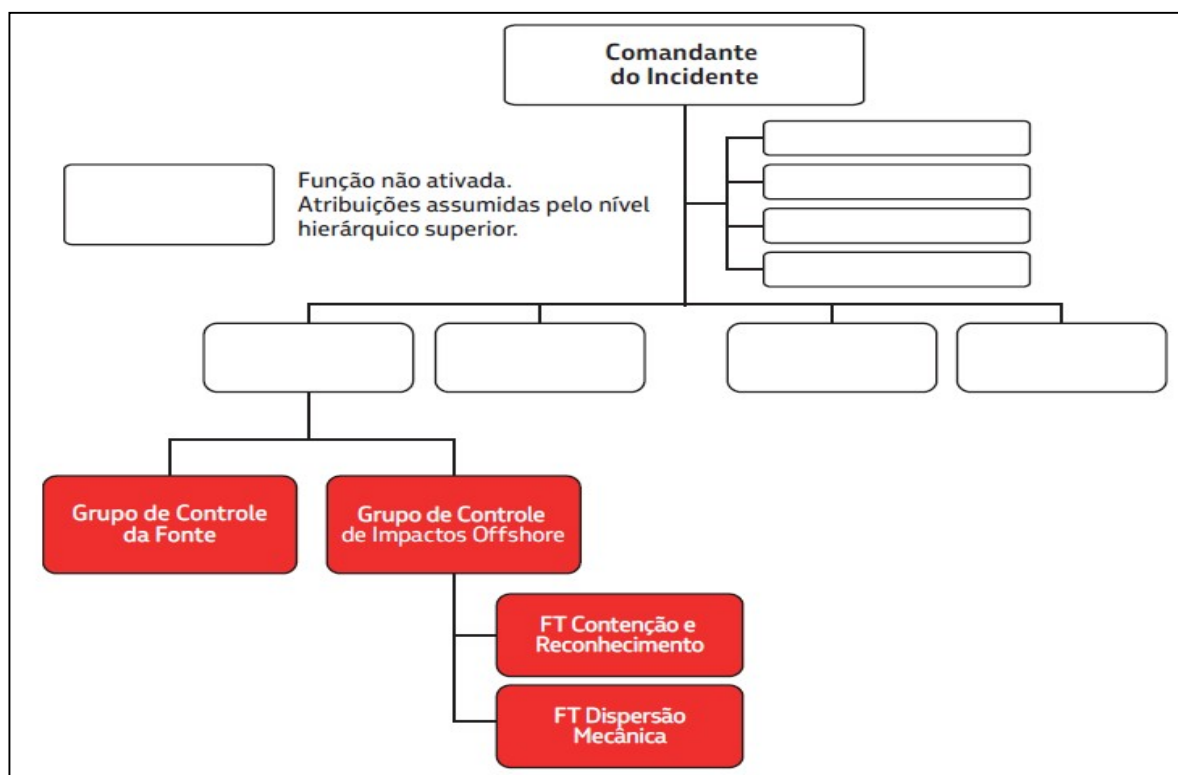 Comandante
do Incidente
Função não ativada.
Atribuições assumidas pelo nível
hierárquico superior.
Grupo de Controle
da Fonte
Grupo de Controle
de Impactos Offshore
FT Contenção e
Reconhecimento
FT Dispersão
Mecânica